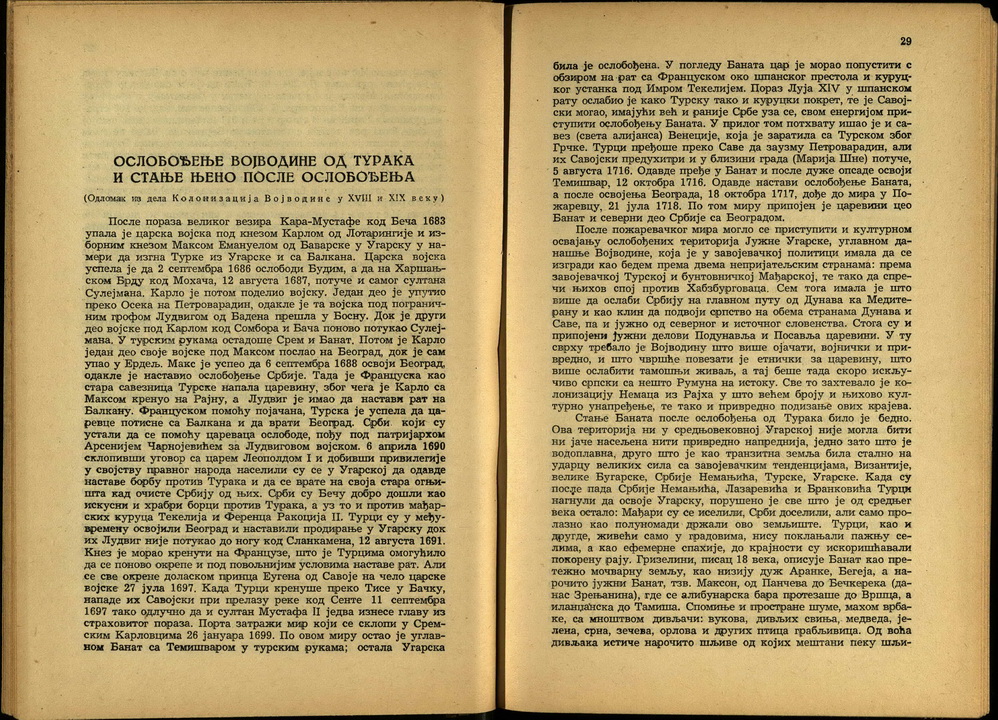 ОСЛОБОЂЕЊЕ ВОЈВОДИНЕ ОД ТУРАКА
И СТАЊЕ ЊЕНО ПОСЛЕ ОСЛОБОЂЕЊА
(Одломак из дела Колонизација Војводине у XVIII и XIX веку)
После пораза великог везира Кара-Мустафе код Беча 1683
упала је царска војска под кнезом Карлом од Лотарингије и из-
борним кнезом Максом Емануелом од Баварске у Угарску у на-
мери да изгна Турке из Угарске и са Балкана. Царска војска
успела је да 2 септембра 1686 ослободи Будим, а да на Харшањ-
ском Брду код Мохача, 12 августа 1687, потуче и самог султана
Сулејмана. Карло је потом поделио војску. Један део је упутио
преко Осека на Петроварадин, одакле је та војска под погранич-
ним грофом Лудвигом од Бадена прешла у Босну. Док је други
део војске под Карлом код Сомбора и Бача поново потукао Сулеј-
мана. У турским рукама остадоше Срем и Банат. Потом је Карло
један део своје војске под Максом послао на Београд, док је сам
упао у Ердељ. Макс је успео да 6 септембра 1688 освоји Београд,
одакле је наставио ослобођење Србије. Тада је Француска као
стара савезница Турске напала царевину, због чега је Карло са
Максом кренуо на Рајну, а Лудвиг је имао да настави рат на
Балкану. Француском помоћу појачана, Турска је успела да ца-
ревце потисне са Балкана и да врати Београд. Срби који су
устали да се помоћу цареваца ослободе, пођу под патријархом
Арсенијем Чарнојевићем за Лудвиговом војском. 6 априла 1690
склопивши уговор са царем Леополдом I и добивши привилегије
у својству правног народа населили су се у Угарској да одавде
наставе борбу против Турака и да се врате на своја стара огњи-
шта кад очисте Србију од њих. Срби су Бечу добро дошли као
искусни и храбри борци против Турака, а уз то и против мађар-
ских куруца Текелија и Ференца Ракоција II. Турци су у међу-
времену освојили Београд и наставили продирање у Угарску док
их Лудвиг није потукао до ногу код Сланкамена, 12 августа 1691.
Кнез је морао кренути на Французе, што је Турцима омогућило
да се поново окрепе и под повољнијим условима наставе рат. Али
се све окрене доласком принца Еугена од Савоје на чело царске
војске 27 јула 1697. Када Турци кренуше преко Тисе у Бачку,
нападе их Савојски при прелазу реке код Сенте 11 септембра
1697 тако одлучно да и султан Мустафа II једва изнесе главу из
страховитог пораза. Порта затражи мир који се склопи у Срем-
ским Карловцима 26 јануара 1699. По овом миру остао је углав-
ном Банат са Темишваром у турским рукама; остала Угарска
29
била је ослобођена. У погледу Баната цар је морао попустити с
обзиром на рат са Француском око шпанског престола и куруц-
ког устанка под Имром Текелијем. Пораз Луја XIV у шпанском
рату ослабио је како Турску тако и куруцки покрет, те је Савој-
ски могао, имајући већ и раније Србе уза се, свом енергијом при-
ступити ослобођењу Баната. У прилог том потхвату ишао је и са-
вез (света алијанса) Венеције, која је заратила са Турском због
Грчке. Турци пређоше преко Саве да заузму Петроварадин, али
их Савојски предухитри и у близини града (Марија Шне) потуче,
5 августа 1716. Одавде пређе у Банат и после дуже опсаде освоји
Темишвар, 12 октобра 1716. Одавде настави ослобођење Баната,
а после освојења Београда, 18 октобра 1717, дође до мира у По-
жаревцу, 21 јула 1718. По том миру припојен је царевини цео
Банат и северни део Србије са Београдом.
После пожаревачког мира могло се приступити и културном
освајању ослобођених територија Јужне Угарске, углавном да-
нашње Војводине, која је у завојевачкој политици имала да се
изгради као бедем према двема непријатељским странама: према
завојевачкој Турској и бунтовничкој Мађарској, те тако да спре-
чи њихов спој против Хабзбурговаца. Сем тога имала је што
више да ослаби Србију на главном путу од Дунава ка Медите-
рану и као клин да подвоји српство на обема странама Дунава и
Саве, па и јужно од северног и источног словенства. Стога су и
припојени јужни делови Подунавља и Посавља царевини. У ту
сврху требало је Војводину што више ојачати, војнички и при-
вредно, и што чвршће повезати је етнички за царевину, што
више ослабити тамошњи живаљ, а тај беше тада скоро искљу-
чиво српски са нешто Румуна на истоку. Све то захтевало је ко-
лонизацију Немаца из Рајха у што већем броју и њихово кул-
турно унапређење, те тако и привредно подизање ових крајева.
Стање Баната после ослобођења од Турака било је бедно.
Ова територија ни у средњовековној Угарској није могла бити
ни јаче насељена нити привредно напреднија, једно зато што је
водоплавна, друго што је као транзитна земља била стално на
ударцу великих сила са завојевачким тенденцијама, Византије,
велике Бугарске, Србије Немањића, Турске, Угарске. Када су
после пада Србије Немањића, Лазаревића и Бранковића Турци
нагнули да освоје Угарску, порушено је све што је од средњег
века остало: Мађари су се иселили, Срби доселили, али само про-
лазно као полуномади држали ово земљиште. Турци, као и
другде, живећи само у градовима, нису поклањали пажњу се-
лима, а као ефемерне спахије, до крајности су искоришћавали
покорену рају. Гризелини, писац 18 века, описује Банат као пре-
тежно мочварну земљу, као низију дуж Аранке, Бегеја, а на-
рочито јужни Банат, тзв. Максон, од Панчева до Бечкерека (да-
нас Зрењанина), где се алибунарска бара протезаше до Вршца, а
иланџанска до Тамиша. Спомиње и простране шуме, махом врба-
ке, са мноштвом дивљачи: вукова, дивљих свиња, медведа, је-
лена, срна, зечева, орлова и других птица грабљивица. Од воћа
дивљака истиче нарочито шљиве од којих мештани пеку шљи-